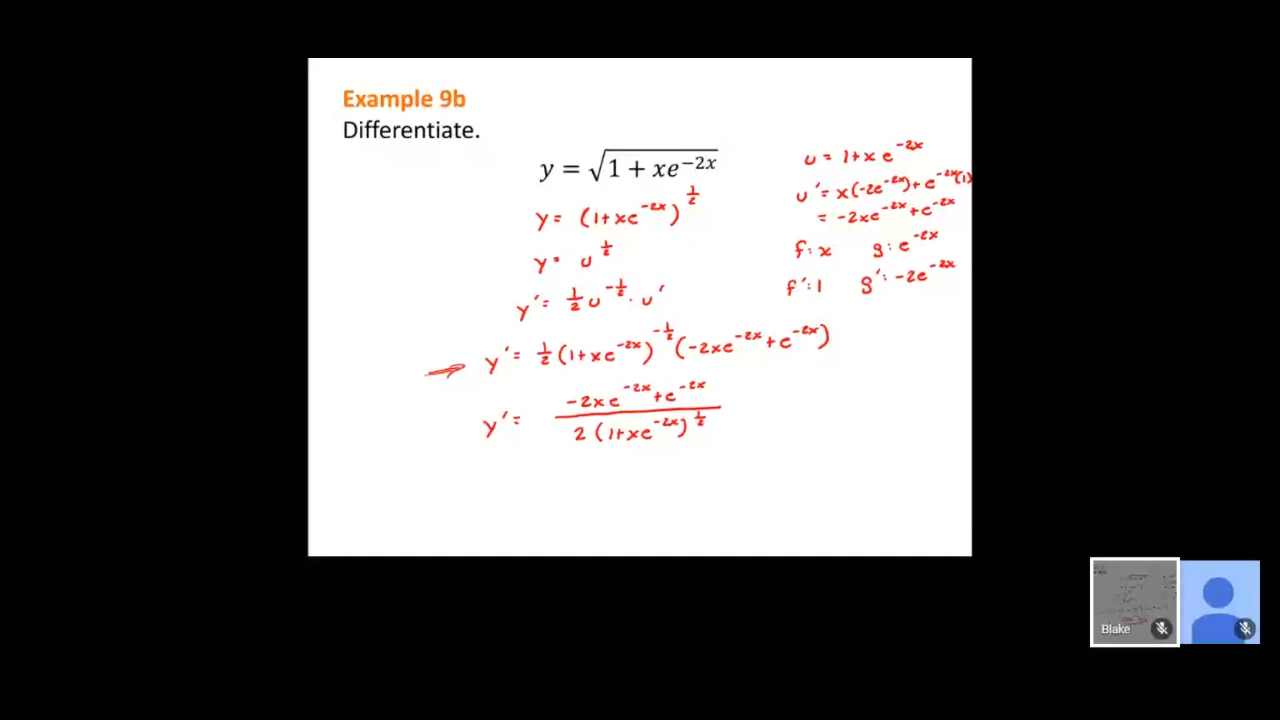 Example 9b
Differentiate.
y = √(1 + xe⁻²ˣ)
y = (1+xe⁻²ˣ)^½
y = u^½
y' = ½ u^-½ · u'
y' = ½ (1+xe⁻²ˣ)^-½ (-2xe⁻²ˣ + e⁻²ˣ)
y' = (-2xe⁻²ˣ + e⁻²ˣ) / 2(1+xe⁻²ˣ)^½
u = 1+xe⁻²ˣ
u' = x(-2e⁻²ˣ) + e⁻²ˣ(1)
= -2xe⁻²ˣ + e⁻²ˣ
f: x g: e⁻²ˣ
f': 1 g': -2e⁻²ˣ
Blake